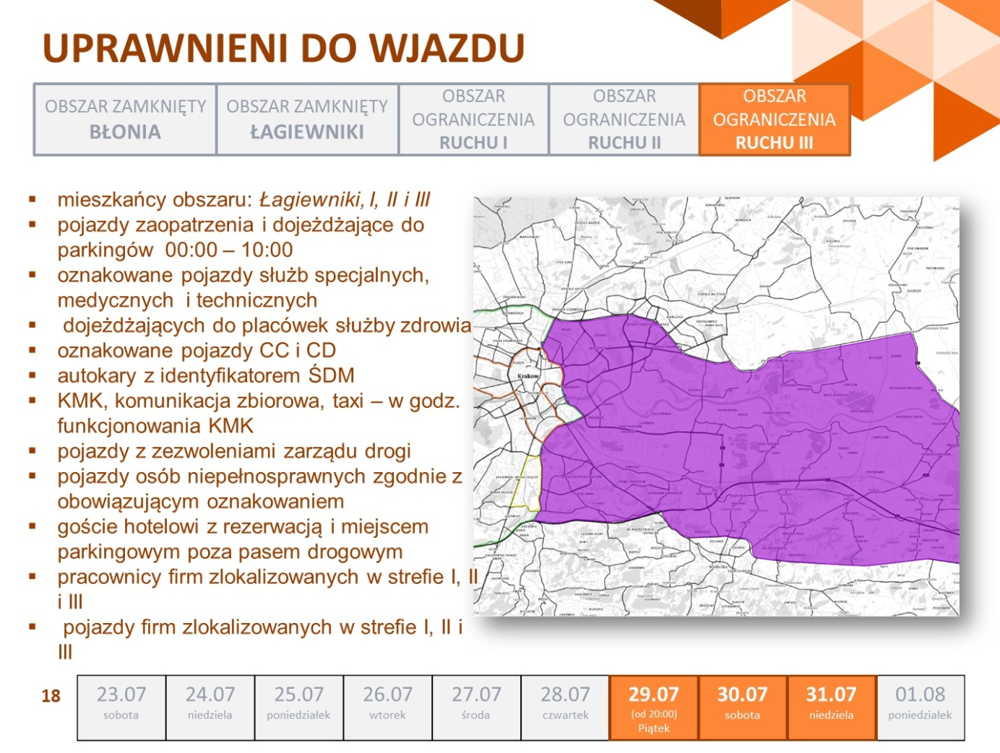 UPRAWNIENI DO WJAZDU
OBSZAR ZAMKNIĘTY
BŁONIA
OBSZAR ZAMKNIĘTY
ŁAGIEWNIKI
OBSZAR
OGRANICZENIA
RUCHU I
OBSZAR
OGRANICZENIA
RUCHU II
OBSZAR
OGRANICZENIA
RUCHU III
▪ mieszkańcy obszaru: Łagiewniki, I, II i III
▪ pojazdy zaopatrzenia i dojeżdżające do
parkingów 00:00 – 10:00
▪ oznakowane pojazdy służb specjalnych,
medycznych i technicznych
▪ dojeżdżających do placówek służby zdrowia
▪ oznakowane pojazdy CC i CD
▪ autokary z identyfikatorem ŚDM
▪ KMK, komunikacja zbiorowa, taxi – w godz.
funkcjonowania KMK
▪ pojazdy z zezwoleniami zarządu drogi
▪ pojazdy osób niepełnosprawnych zgodnie z
obowiązującym oznakowaniem
▪ goście hotelowi z rezerwacją i miejscem
parkingowym poza pasem drogowym
▪ pracownicy firm zlokalizowanych w strefie I, II
i III
▪ pojazdy firm zlokalizowanych w strefie I, II i
III
Krakow
Wieliczka
18
23.07
sobota
24.07
niedziela
25.07
poniedziałek
26.07
wtorek
27.07
środa
28.07
czwartek
29.07
(od 20:00)
Piątek
30.07
sobota
31.07
niedziela
01.08
poniedziałek